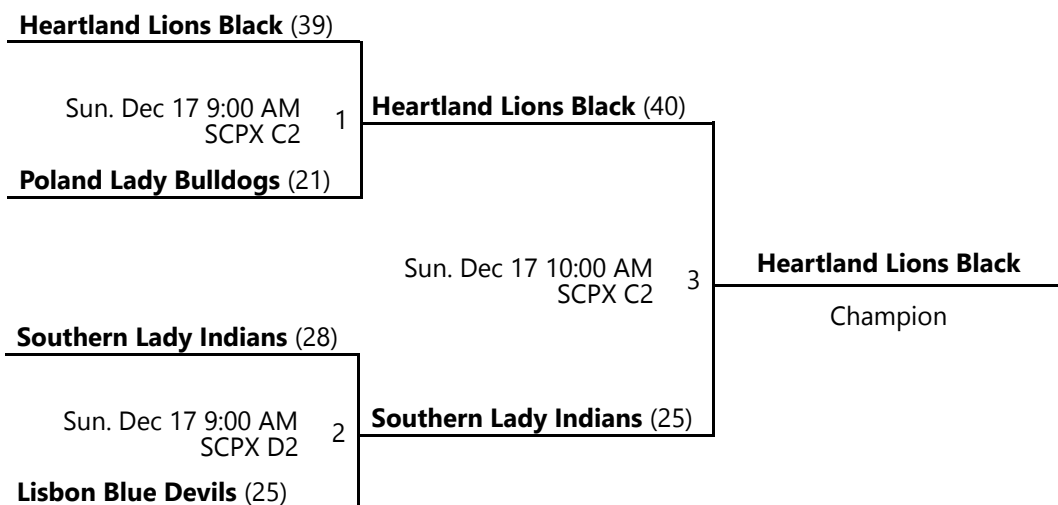 Heartland Lions Black (39)
Sun. Dec 17 9:00 AM
SCPX C2
1
Heartland Lions Black (40)
Poland Lady Bulldogs (21)
Sun. Dec 17 10:00 AM
SCPX C2
3
Heartland Lions Black
Champion
Southern Lady Indians (28)
Sun. Dec 17 9:00 AM
SCPX D2
2
Southern Lady Indians (25)
Lisbon Blue Devils (25)